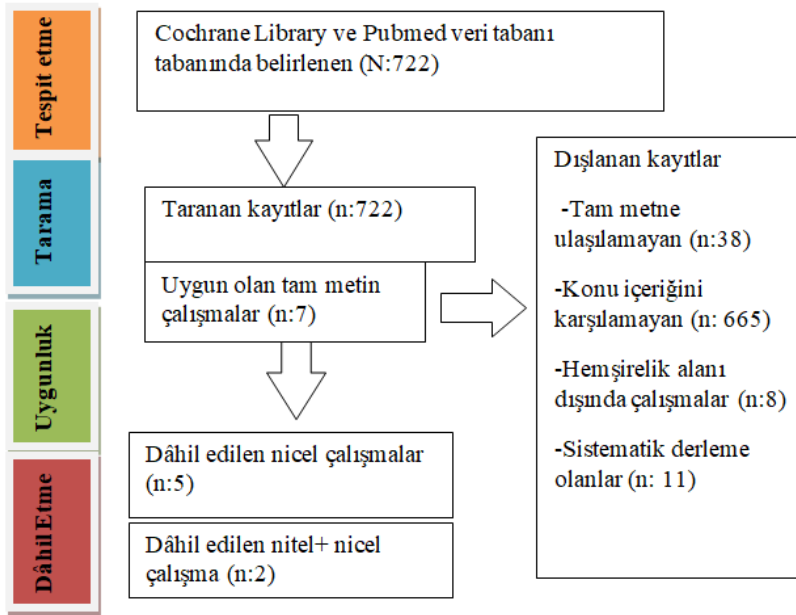 Tespit etme
Cochrane Library ve Pubmed veri tabanı
tabanında belirlenen (N:722)
Tarama
Taranan kayıtlar (n:722)
Uygun olan tam metin
çalışmalar (n:7)
Dışlanan kayıtlar
-Tam metne
ulaşılamayan (n:38)
-Konu içeriğini
karşılamayan (n: 665)
-Hemşirelik alanı
dışında çalışmalar (n:8)
-Sistematik derleme
olanlar (n: 11)
Uygunluk
Dâhil Etme
Dâhil edilen nicel çalışmalar
(n:5)
Dâhil edilen nitel+ nicel
çalışma (n:2)